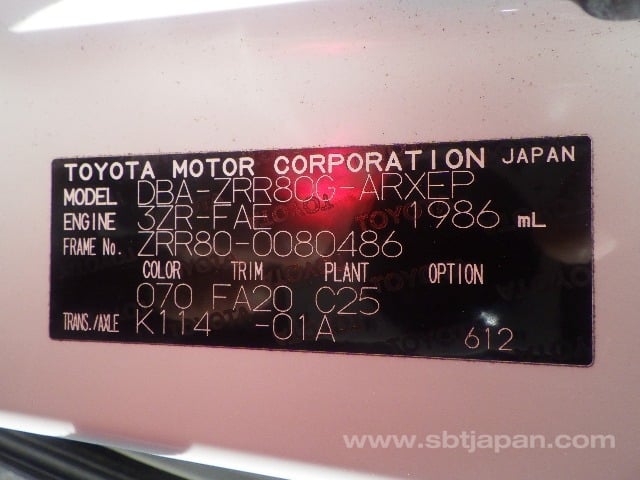 TOYOTA MOTOR CORPORATION JAPAN
MODEL DBA-ZRR80G-ARXEP
ENGINE 3ZR-FAE 1986 mL
FRAME No. ZRR80-0080486
COLOR TRIM PLANT OPTION
070 FA20 C25
TRANS./AXLE K114 -01A 612
www.sbtjapan.com